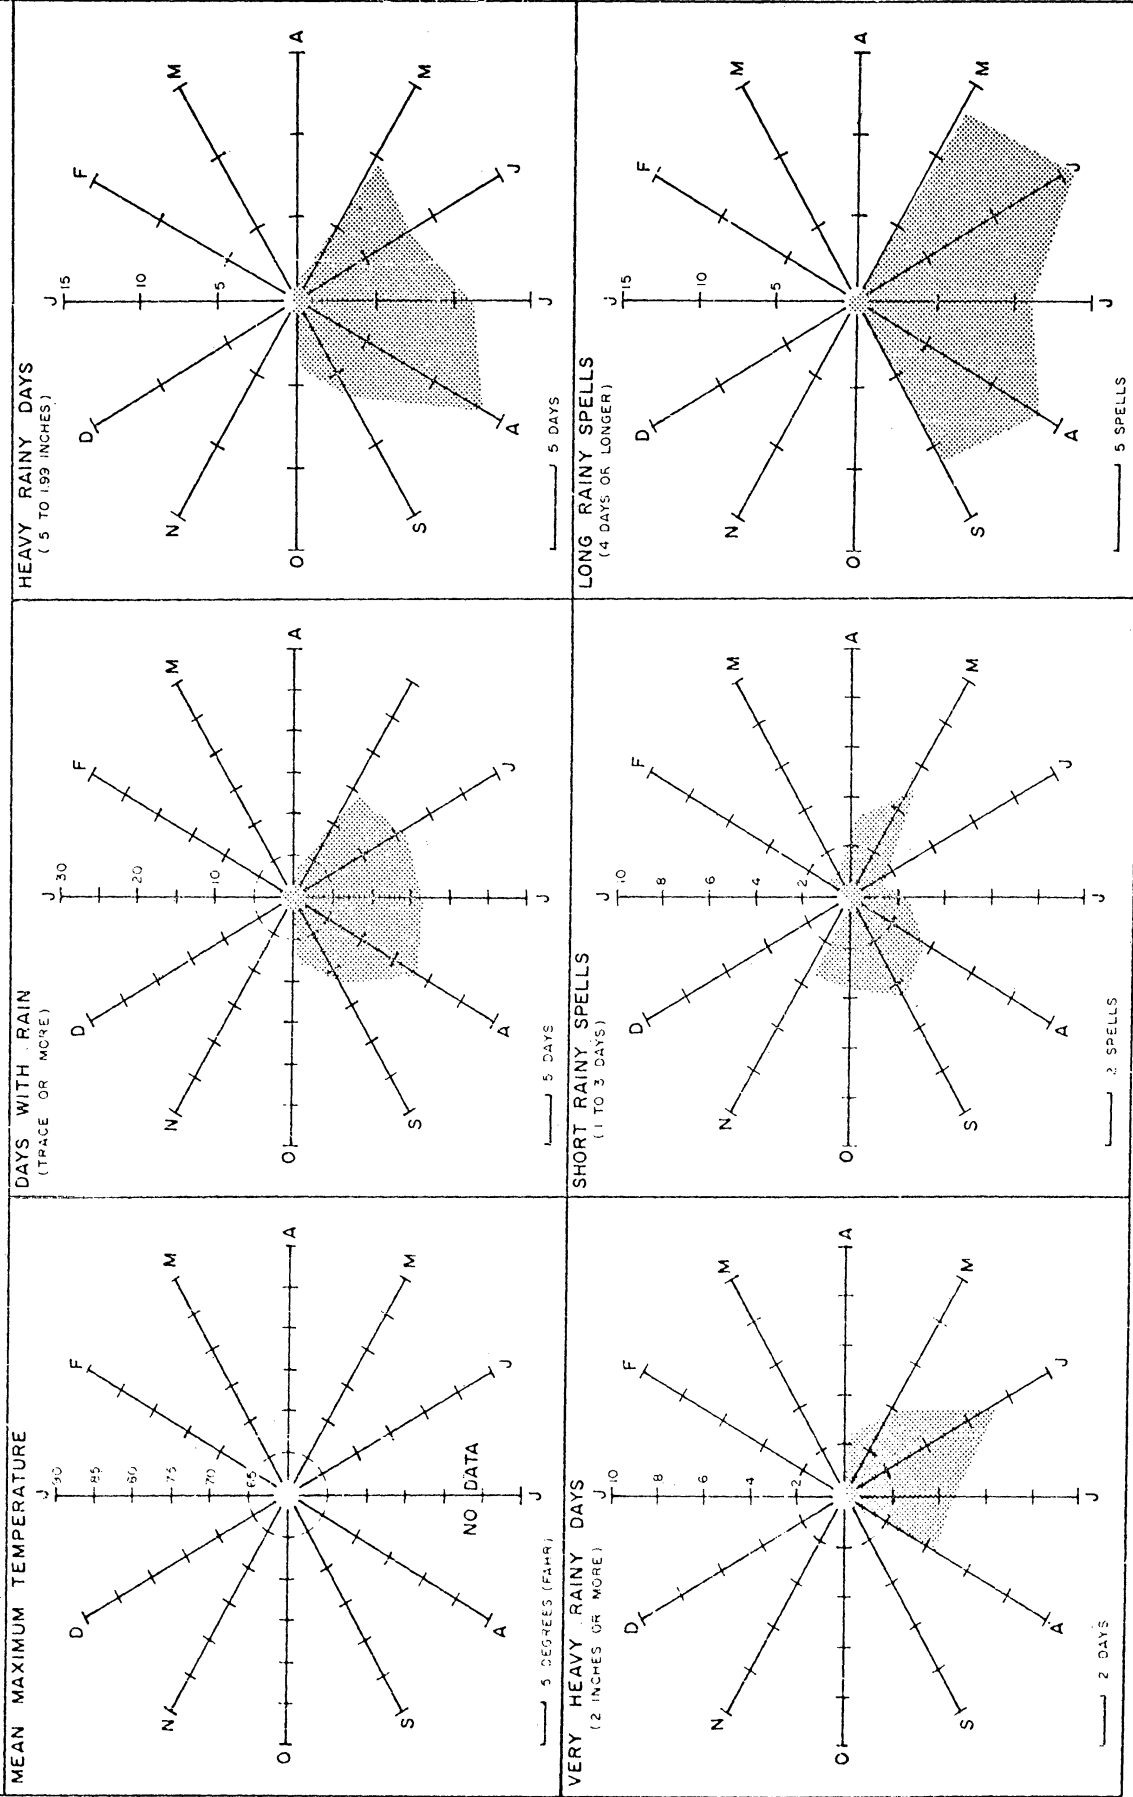 MEAN MAXIMUM TEMPERATURE
J
90
85
80
75
70
65
F
M
A
M
J
J
A
S
O
N
D
NO DATA
5 DEGREES (FAHR)
DAYS WITH RAIN
(TRACE OR MORE)
J
30
20
10
F
M
A
J
J
A
S
O
N
D
5 DAYS
HEAVY RAINY DAYS
( 5 TO 1.99 INCHES)
J
15
10
5
F
M
A
M
J
J
A
S
O
N
D
5 DAYS
VERY HEAVY RAINY DAYS
(2 INCHES OR MORE)
J
10
8
6
4
2
F
M
A
M
J
J
A
S
O
N
D
2 DAYS
SHORT RAINY SPELLS
(1 TO 3 DAYS)
J
10
8
6
4
2
F
M
A
M
J
J
A
S
O
N
D
2 SPELLS
LONG RAINY SPELLS
(4 DAYS OR LONGER)
J
15
10
5
F
M
A
M
J
J
A
S
O
N
D
5 SPELLS